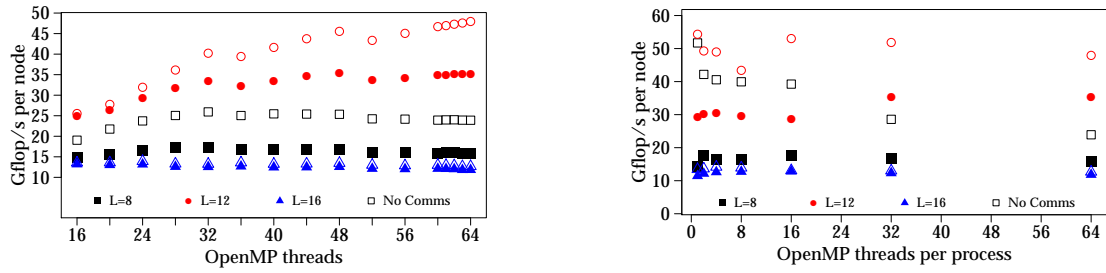 Gflop/s per node
50
45
40
35
30
25
20
15
10
L=8
L=12
L=16
No Comms
16
24
32
40
48
56
64
OpenMP threads
Gflop/s per node
60
50
40
30
20
10
0
L=8
L=12
L=16
No Comms
0
8
16
24
32
40
48
56
64
OpenMP threads per process